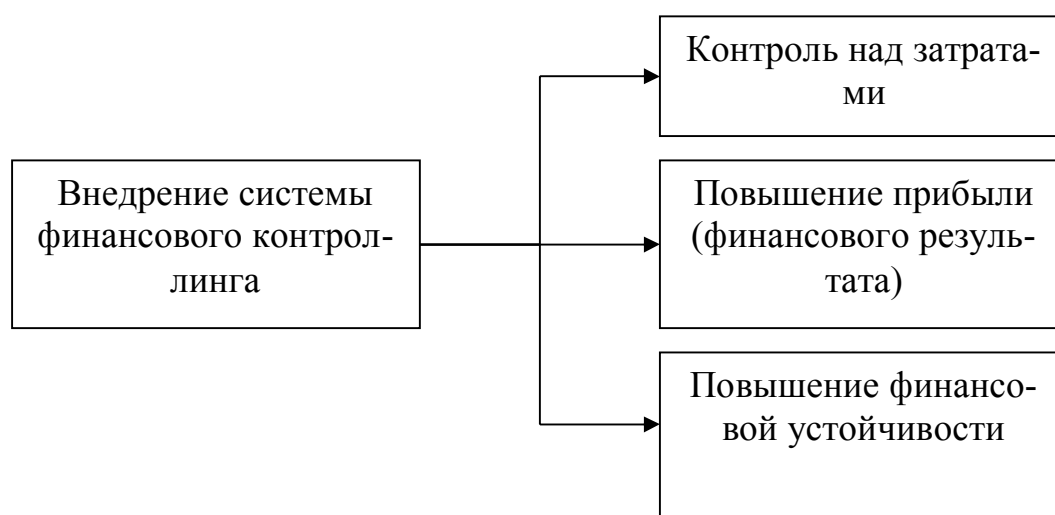 Контроль над затрата-
ми
Внедрение системы
финансового контрол-
линга
Повышение прибыли
(финансового резуль-
тата)
Повышение финансо-
вой устойчивости